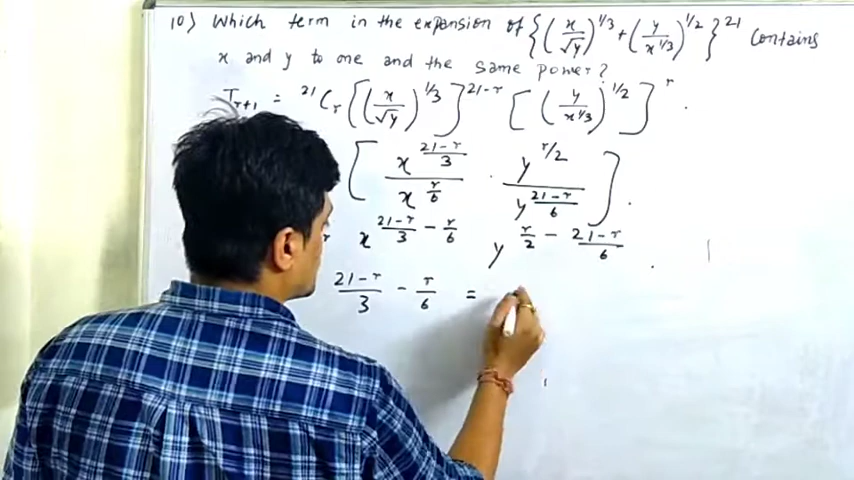 10) Which term in the expansion of {(x/√y)^1/3 + (y/x^1/3)^1/2}^21 contains
x and y to one and the same power?
T_r+1 = ²¹C_r [(x/√y)^1/3]^21-r [(y/x^1/3)^1/2]^r .
[x^(21-r)/3 / x^r/6 · y^r/2 / y^(21-r)/6] .
r x^(21-r)/3 - r/6 y^r/2 - (21-r)/6 .
(21-r)/3 - r/6 =